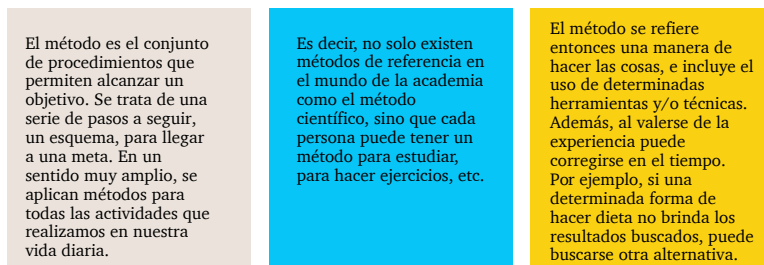 El método es el conjunto
de procedimientos que
permiten alcanzar un
objetivo. Se trata de una
serie de pasos a seguir,
un esquema, para llegar
a una meta. En un
sentido muy amplio, se
aplican métodos para
todas las actividades que
realizamos en nuestra
vida diaria.
Es decir, no solo existen
métodos de referencia en
el mundo de la academia
como el método
científico, sino que cada
persona puede tener un
método para estudiar,
para hacer ejercicios, etc.
El método se refiere
entonces una manera de
hacer las cosas, e incluye el
uso de determinadas
herramientas y/o técnicas.
Además, al valerse de la
experiencia puede
corregirse en el tiempo.
Por ejemplo, si una
determinada forma de
hacer dieta no brinda los
resultados buscados, puede
buscarse otra alternativa.